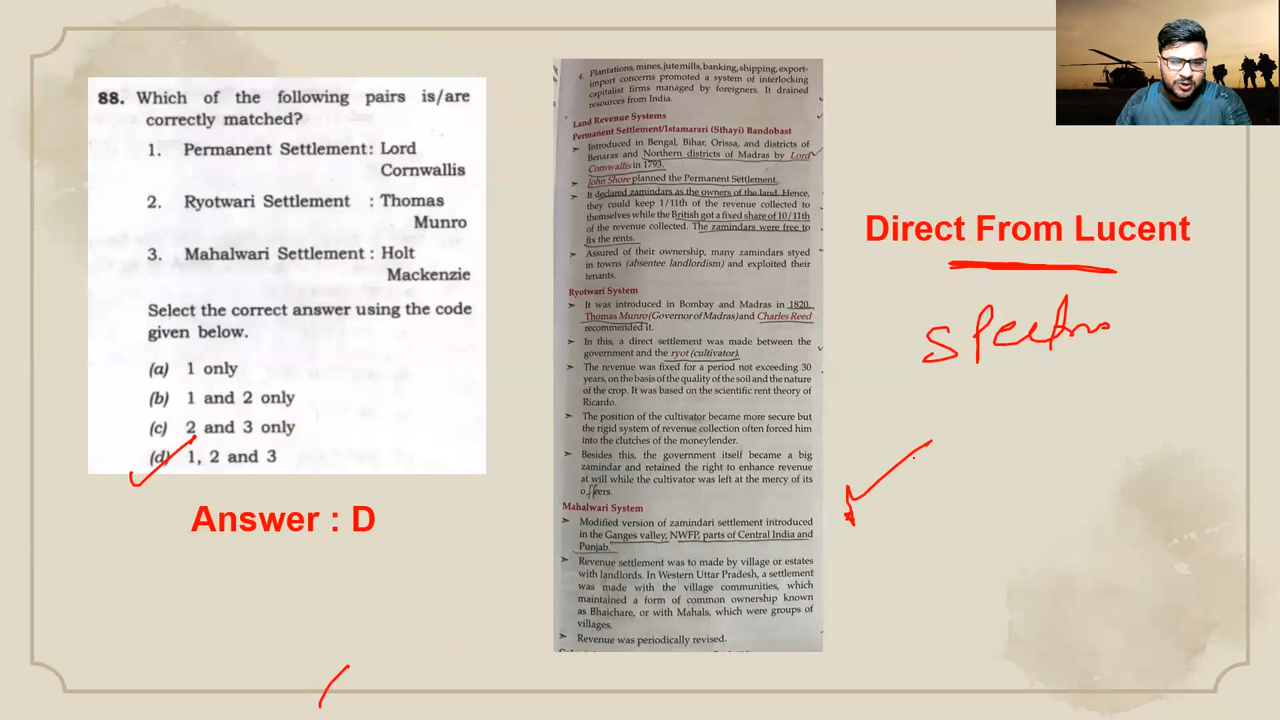 88. Which of the following pairs is/are
correctly matched?
1. Permanent Settlement : Lord
Cornwallis
2. Ryotwari Settlement : Thomas
Munro
3. Mahalwari Settlement : Holt
Mackenzie
Select the correct answer using the code
given below.
(a) 1 only
(b) 1 and 2 only
(c) 2 and 3 only
(d) 1, 2 and 3
Answer : D
4. Plantations, mines, jute mills, banking, shipping, export-
import concerns promoted a system of interlocking
capitalist firms managed by foreigners. It drained
resources from India.
Land Revenue Systems
Permanent Settlement/Istamarari (Sthayi) Bandobast
➢ Introduced in Bengal, Bihar, Orissa, and districts of
Benaras and Northern districts of Madras by Lord
Cornwallis in 1793.
➢ John Shore planned the Permanent Settlement.
➢ It declared zamindars as the owners of the land. Hence,
they could keep 1/11th of the revenue collected to
themselves while the British got a fixed share of 10/11th
of the revenue collected. The zamindars were free to
fix the rents.
➢ Assured of their ownership, many zamindars styed
in towns (absentee landlordism) and exploited their
tenants.
Ryotwari System
➢ It was introduced in Bombay and Madras in 1820.
Thomas Munro (Governor of Madras) and Charles Reed
recommended it.
➢ In this, a direct settlement was made between the
government and the ryot (cultivator).
➢ The revenue was fixed for a period not exceeding 30
years, on the basis of the quality of the soil and the nature
of the crop. It was based on the scientific rent theory of
Ricardo.
➢ The position of the cultivator became more secure but
the rigid system of revenue collection often forced him
into the clutches of the moneylender.
➢ Besides this, the government itself became a big
zamindar and retained the right to enhance revenue
at will while the cultivator was left at the mercy of its
officers.
Mahalwari System
➢ Modified version of zamindari settlement introduced
in the Ganges valley, NWFP, parts of Central India and
Punjab.
➢ Revenue settlement was to made by village or estates
with landlords. In Western Uttar Pradesh, a settlement
was made with the village communities, which
maintained a form of common ownership known
as Bhaichare, or with Mahals, which were groups of
villages.
➢ Revenue was periodically revised.
Direct From Lucent